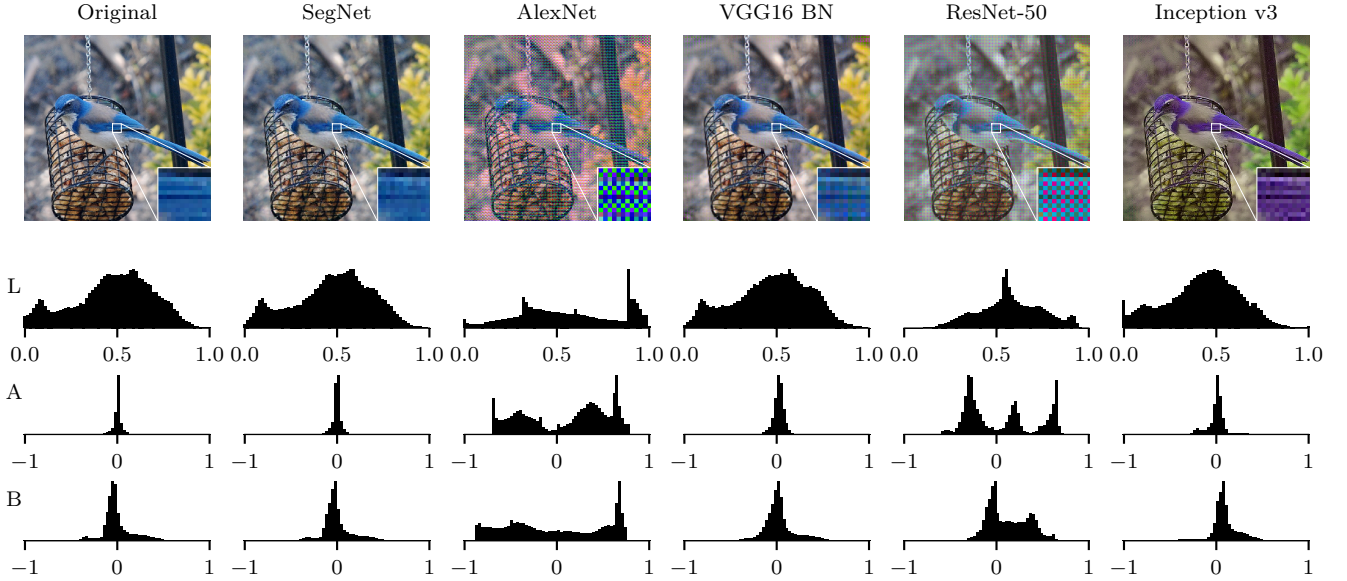 Original SegNet AlexNet VGG16 BN ResNet-50 Inception v3
L
0.0 0.5 1.0 0.0 0.5 1.0 0.0 0.5 1.0 0.0 0.5 1.0 0.0 0.5 1.0 0.0 0.5 1.0
A
−1 0 1 −1 0 1 −1 0 1 −1 0 1 −1 0 1 −1 0 1
B
−1 0 1 −1 0 1 −1 0 1 −1 0 1 −1 0 1 −1 0 1